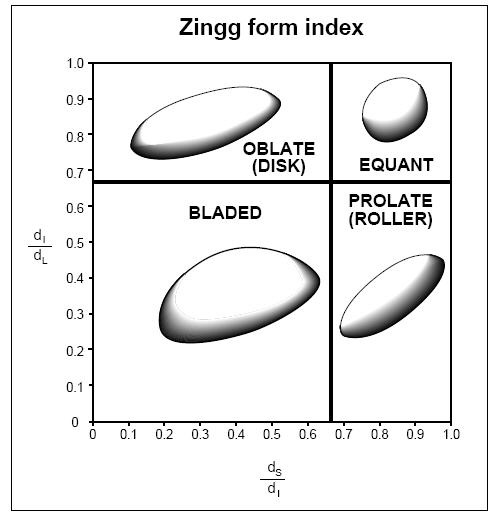 Zingg form index
1.0
0.9
0.8
0.7
0.6
0.5
0.4
0.3
0.2
0.1
0
OBLATE
(DISK)
EQUANT
BLADED
PROLATE
(ROLLER)
dI
dL
0 0.1 0.2 0.3 0.4 0.5 0.6 0.7 0.8 0.9 1.0
dS
dI